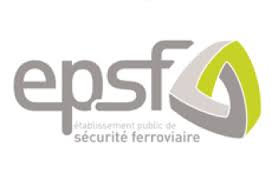 epsf
établissement public de
sécurité ferroviaire